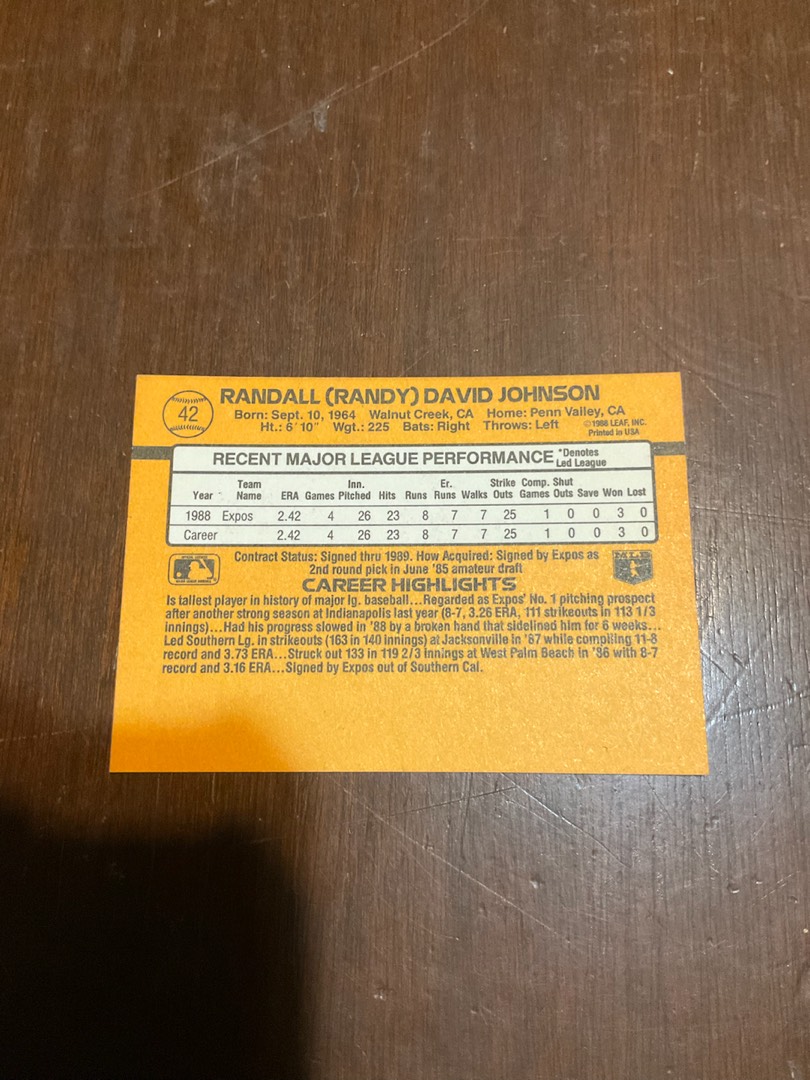 42
RANDALL (RANDY) DAVID JOHNSON
Born: Sept. 10, 1964 Walnut Creek, CA Home: Penn Valley, CA
Ht.: 6'10" Wgt.: 225 Bats: Right Throws: Left
©1988 LEAF, INC.
Printed in USA
RECENT MAJOR LEAGUE PERFORMANCE *Denotes
Led League
Team Inn. Er. Strike Comp. Shut
Year Name ERA Games Pitched Hits Runs Runs Walks Outs Games Outs Save Won Lost
1988 Expos 2.42 4 26 23 8 7 7 25 1 0 0 3 0
Career 2.42 4 26 23 8 7 7 25 1 0 0 3 0
Contract Status: Signed thru 1989. How Acquired: Signed by Expos as
2nd round pick in June '85 amateur draft
MLB
CAREER HIGHLIGHTS
Is tallest player in history of major lg. baseball...Regarded as Expos' No. 1 pitching prospect
after another strong season at Indianapolis last year (8-7, 3.26 ERA, 111 strikeouts in 113 1/3
innings)...Had his progress slowed in '88 by a broken hand that sidelined him for 6 weeks...
Led Southern Lg. in strikeouts (163 in 140 innings) at Jacksonville in '87 while compiling 11-8
record and 3.73 ERA...Struck out 133 in 119 2/3 innings at West Palm Beach in '86 with 8-7
record and 3.16 ERA...Signed by Expos out of Southern Cal.